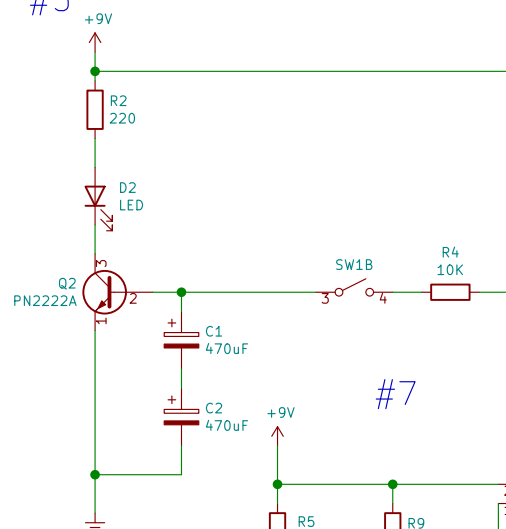 +9V
R2
220
D2
LED
3
Q2
PN2222A
2
1
SW1B
3
4
R4
10K
C1
470uF
C2
470uF
#7
+9V
R5
R9